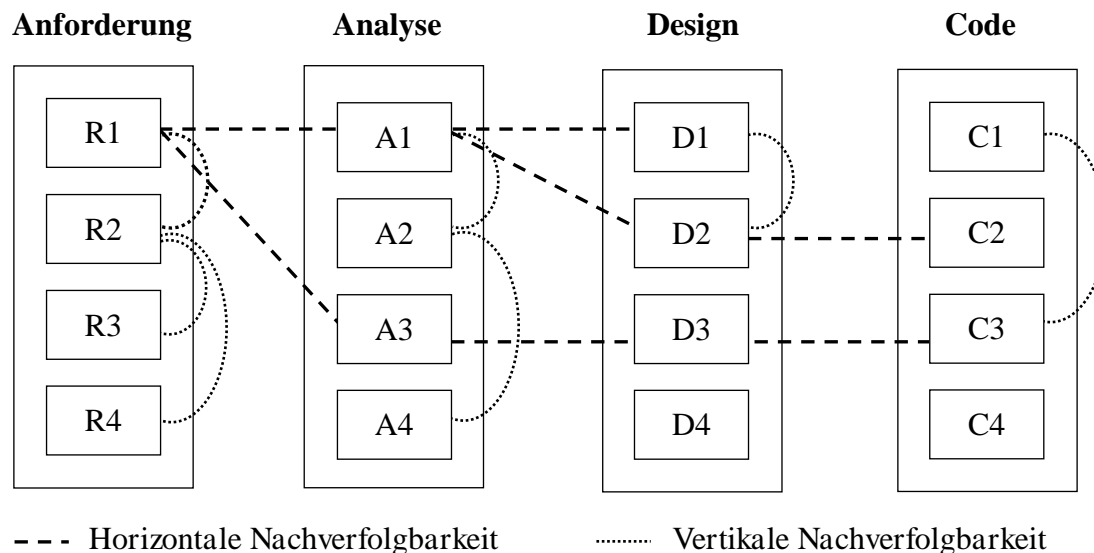 Anforderung Analyse Design Code
R1 A1 D1 C1
R2 A2 D2 C2
R3 A3 D3 C3
R4 A4 D4 C4
Horizontale Nachverfolgbarkeit Vertikale Nachverfolgbarkeit